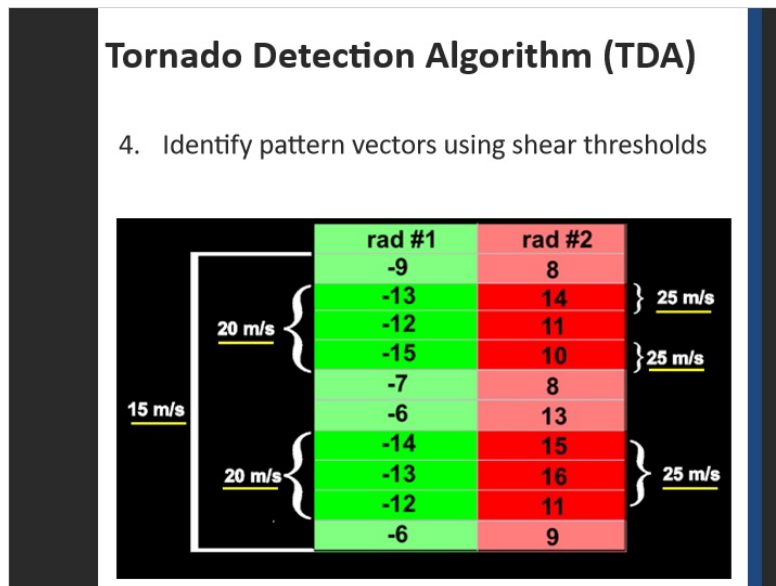 Tornado Detection Algorithm (TDA)
4. Identify pattern vectors using shear thresholds
rad #1 rad #2
-9 8
-13 14 25 m/s
20 m/s -12 11
-15 10 25 m/s
-7 8
15 m/s -6 13
-14 15
20 m/s -13 16 25 m/s
-12 11
-6 9